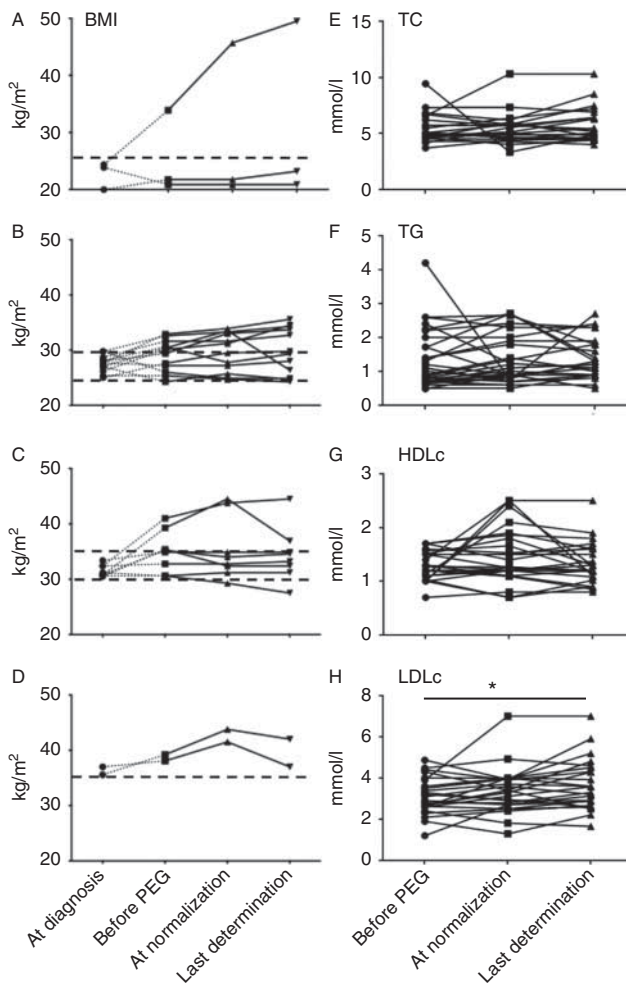 A BMI
50
40
30
20
kg/m²
B
50
40
30
20
kg/m²
C
50
40
30
20
kg/m²
D
50
40
30
20
kg/m²
At diagnosis
Before PEG
At normalization
Last determination
E TC
15
10
5
0
mmol/l
F TG
5
4
3
2
1
0
mmol/l
G HDLc
3
2
1
0
mmol/l
H LDLc
*
8
6
4
2
0
mmol/l
Before PEG
At normalization
Last determination